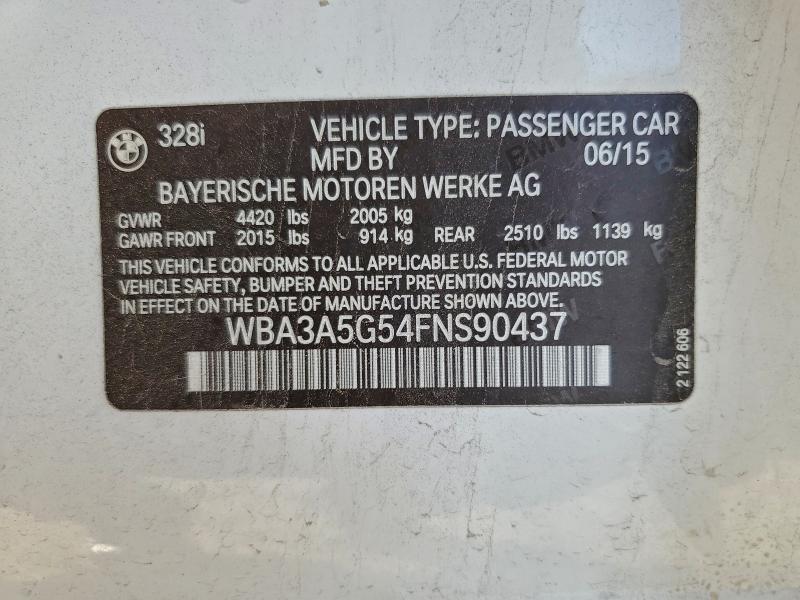 BMW 328i VEHICLE TYPE: PASSENGER CAR
MFD BY 06/15
BAYERISCHE MOTOREN WERKE AG
GVWR 4420 lbs 2005 kg
GAWR FRONT 2015 lbs 914 kg REAR 2510 lbs 1139 kg
THIS VEHICLE CONFORMS TO ALL APPLICABLE U.S. FEDERAL MOTOR
VEHICLE SAFETY, BUMPER AND THEFT PREVENTION STANDARDS
IN EFFECT ON THE DATE OF MANUFACTURE SHOWN ABOVE.
WBA3A5G54FNS90437
2 122 606